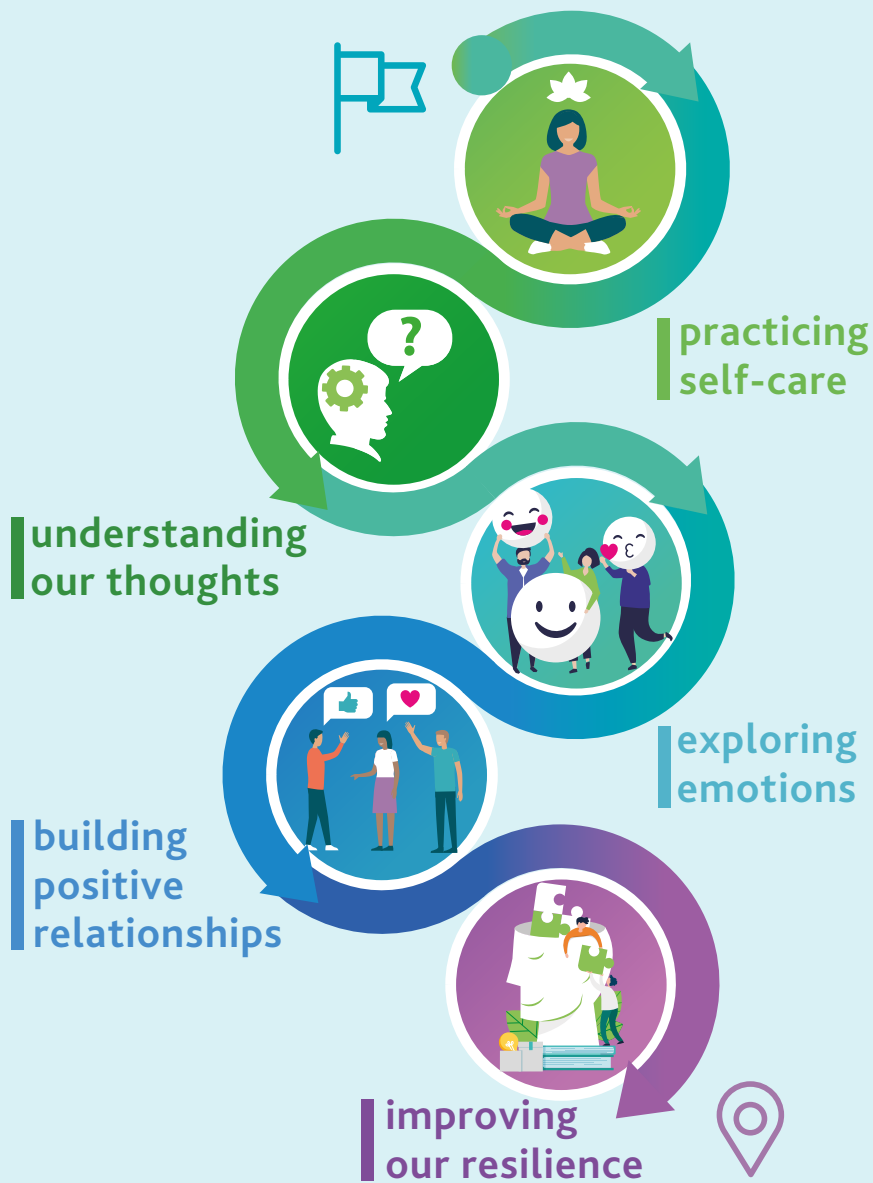 ?
practicing
self-care
understanding
our thoughts
exploring
emotions
building
positive
relationships
improving
our resilience